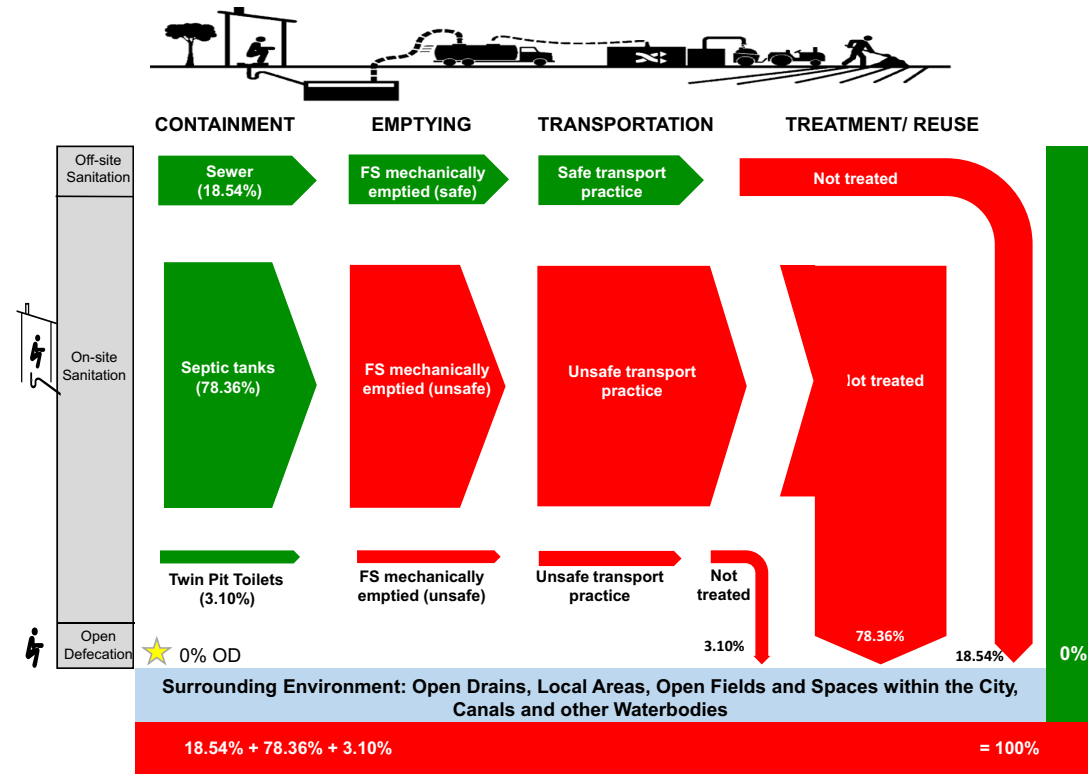 CONTAINMENT
EMPTYING
TRANSPORTATION
TREATMENT/ REUSE
Off-site
Sanitation
Sewer
(18.54%)
FS mechanically
emptied (safe)
Safe transport
practice
Not treated
On-site
Sanitation
Septic tanks
(78.36%)
FS mechanically
emptied (unsafe)
Unsafe transport
practice
lot treated
Twin Pit Toilets
(3.10%)
FS mechanically
emptied (unsafe)
Unsafe transport
practice
Not
treated
3.10%
78.36%
18.54%
0%
Open
Defecation
0% OD
Surrounding Environment: Open Drains, Local Areas, Open Fields and Spaces within the City,
Canals and other Waterbodies
18.54% + 78.36% + 3.10%
= 100%